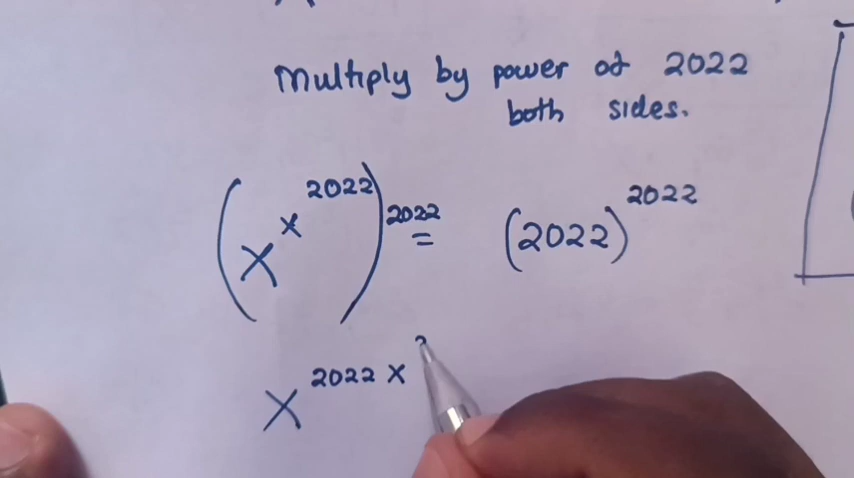 Multiply by power of 2022
both sides.
(X^x^2022)^2022 = (2022)^2022
X^2022 x